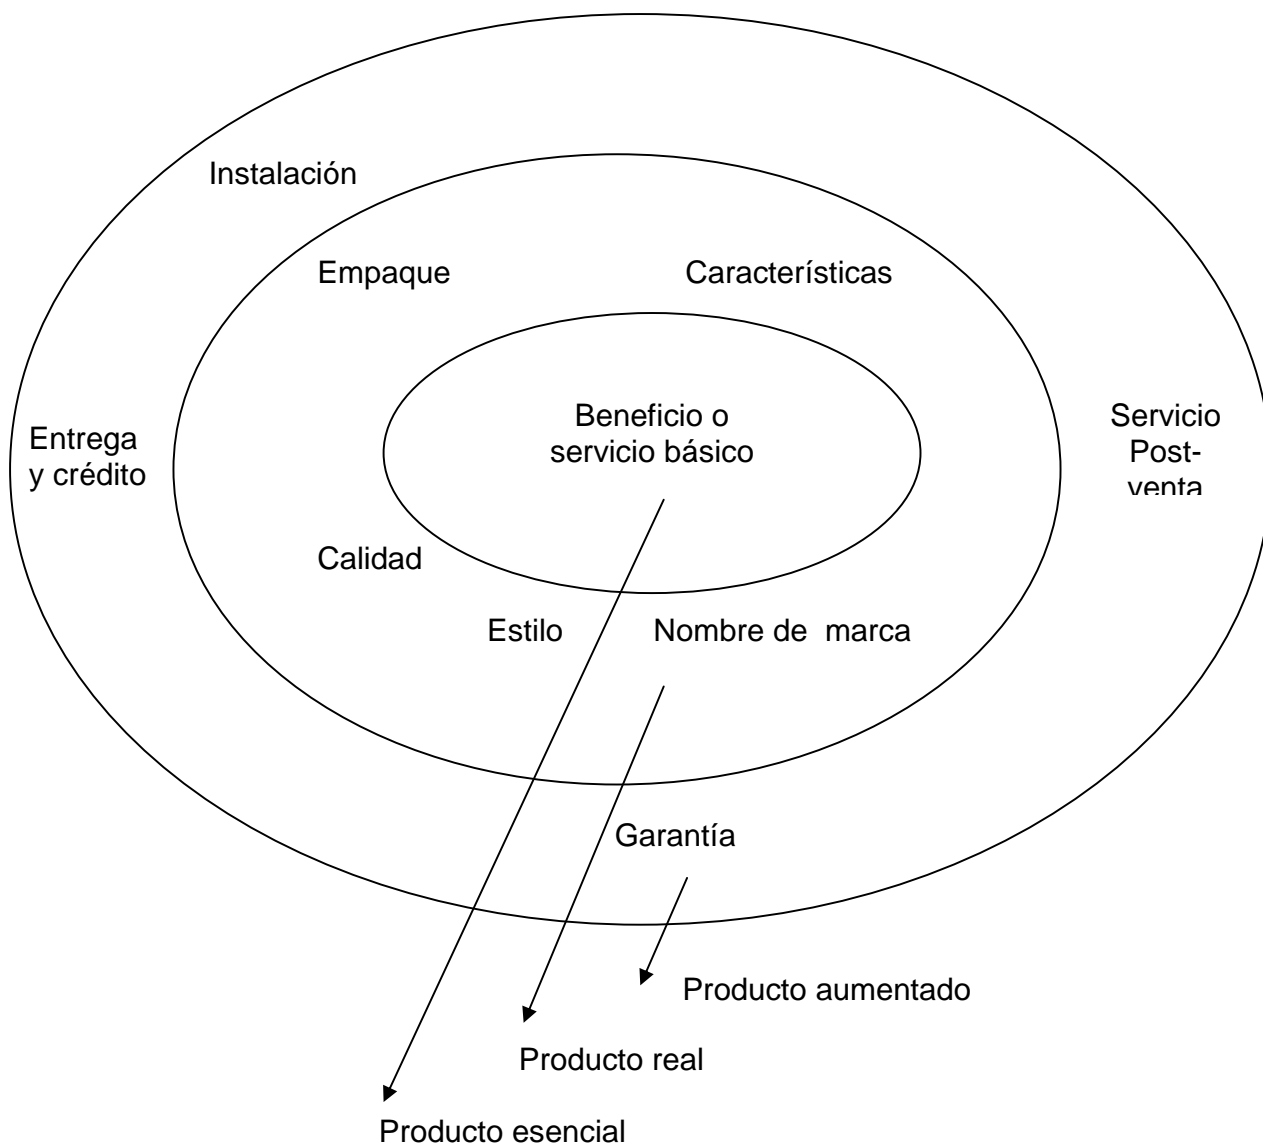 Instalación
Empaque
Características
Beneficio o
servicio básico
Entrega
y crédito
Servicio
Post-
venta
Calidad
Estilo
Nombre de  marca
Garantía
Producto aumentado
Producto real
Producto esencial